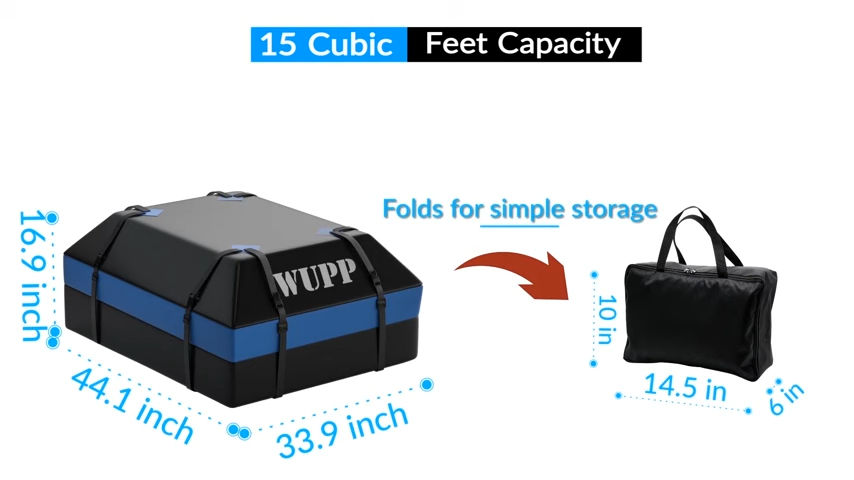 15 Cubic Feet Capacity
Folds for simple storage
16.9 inch
WUPP
10 in
44.1 inch
33.9 inch
14.5 in
6 in